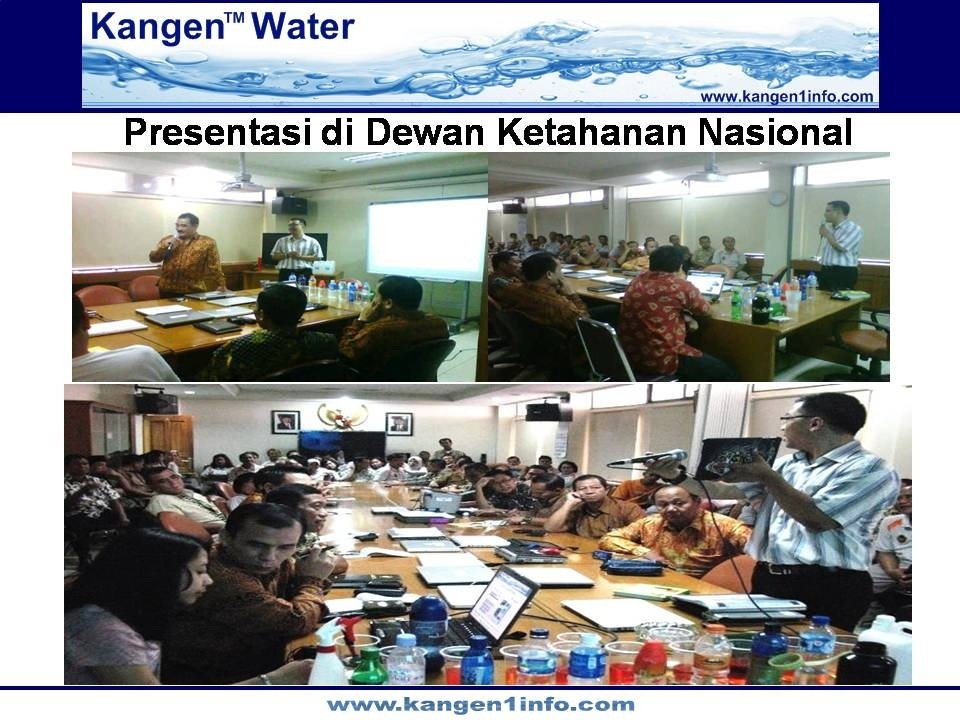 Kangen™ Water
www.kangen1info.com
Presentasi di Dewan Ketahanan Nasional
www.kangen1info.com